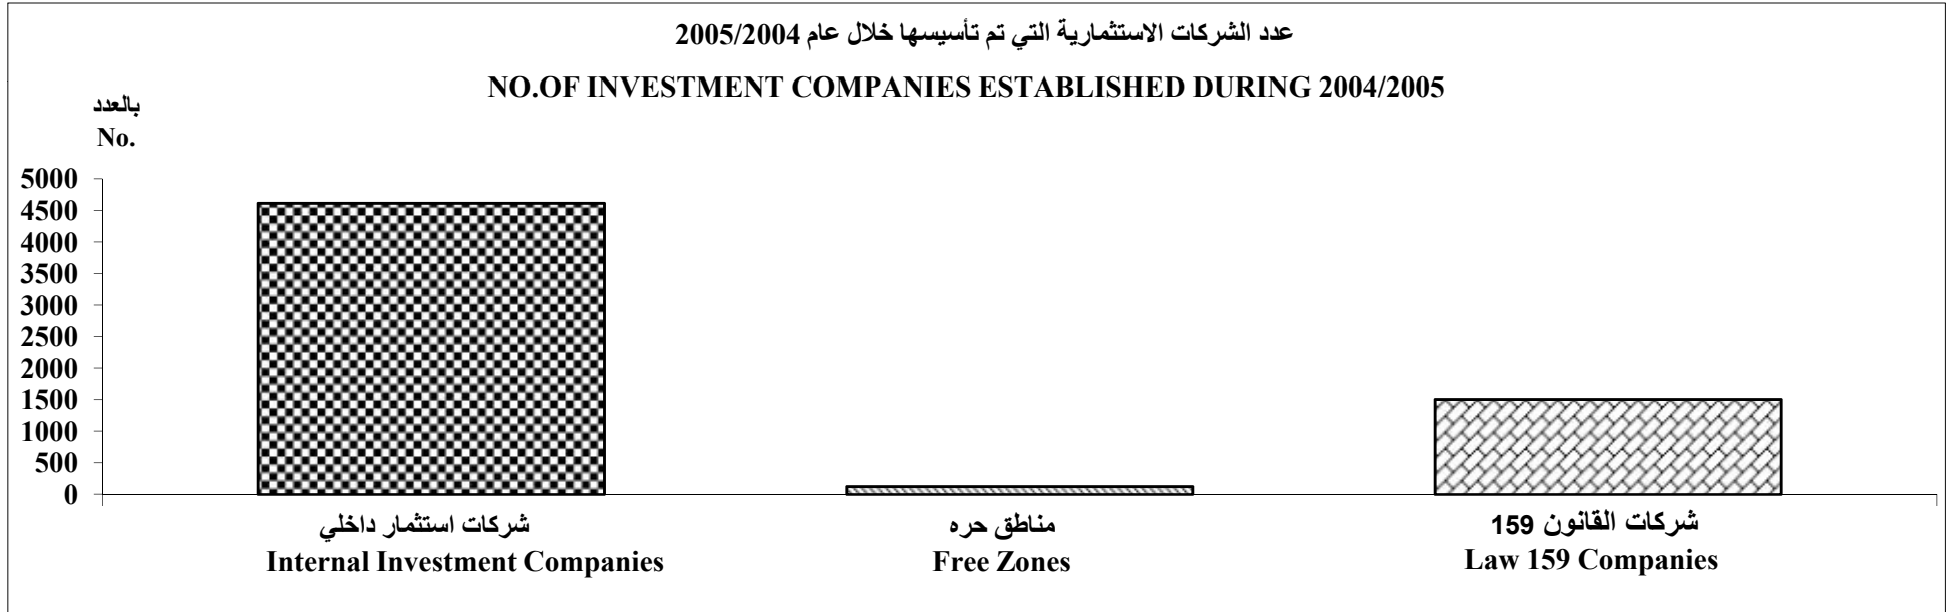 عدد الشركات الاستثمارية التي تم تأسيسها خلال عام 2005/2004
NO.OF INVESTMENT COMPANIES ESTABLISHED DURING 2004/2005
بالعدد
No.
5000
4500
4000
3500
3000
2500
2000
1500
1000
500
0
شركات استثمار داخلي
Internal Investment Companies
مناطق حره
Free Zones
شركات القانون 159
Law 159 Companies